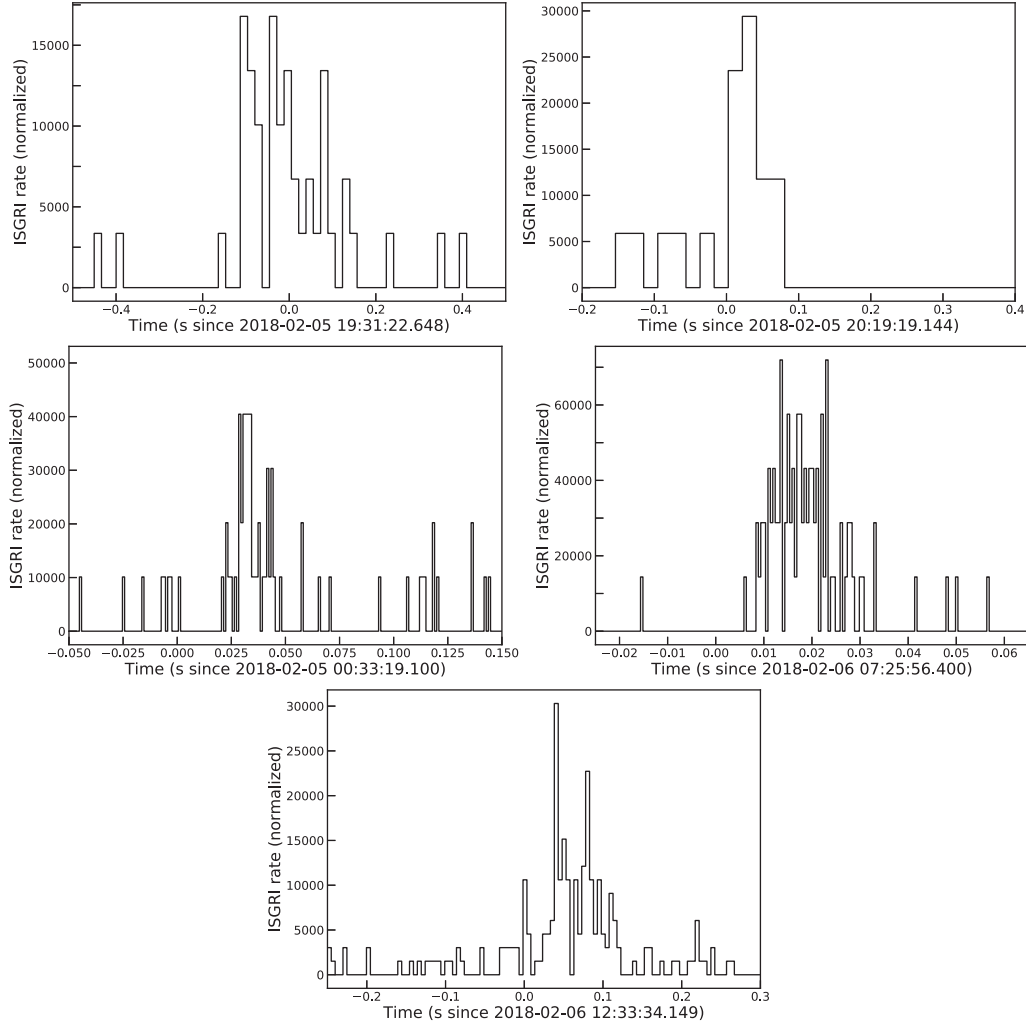 15000
10000
5000
0
ISGRI rate (normalized)
−0.4 −0.2 0.0 0.2 0.4
Time (s since 2018-02-05 19:31:22.648)
30000
25000
20000
15000
10000
5000
0
ISGRI rate (normalized)
−0.2 −0.1 0.0 0.1 0.2 0.3 0.4
Time (s since 2018-02-05 20:19:19.144)
50000
40000
30000
20000
10000
0
ISGRI rate (normalized)
−0.050 −0.025 0.000 0.025 0.050 0.075 0.100 0.125 0.150
Time (s since 2018-02-05 00:33:19.100)
60000
40000
20000
0
ISGRI rate (normalized)
−0.02 −0.01 0.00 0.01 0.02 0.03 0.04 0.05 0.06
Time (s since 2018-02-06 07:25:56.400)
30000
25000
20000
15000
10000
5000
0
ISGRI rate (normalized)
−0.2 −0.1 0.0 0.1 0.2 0.3
Time (s since 2018-02-06 12:33:34.149)